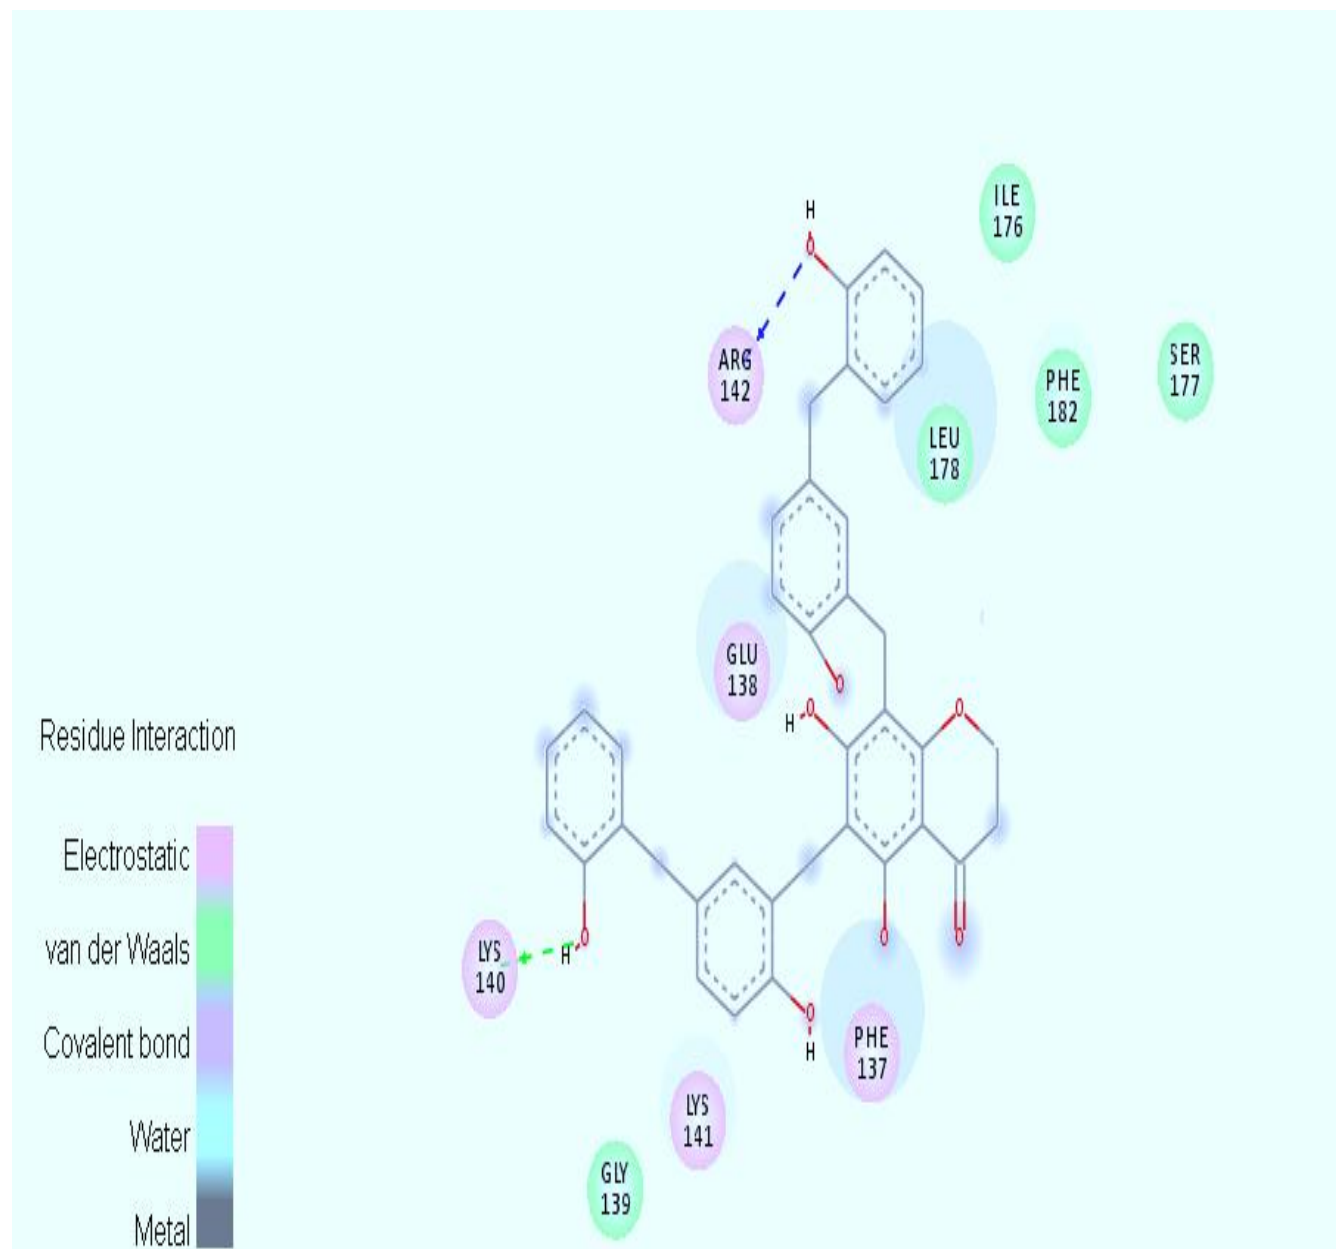 ILE
176
H
O
ARG
142
PHE
182
SER
177
LEU
178
GLU
138
O
H
O
O
Residue Interaction
Electrostatic
van der Waals
Covalent bond
Water
Metal
LYS
140
H
O
O
O
O
H
PHE
137
LYS
141
GLY
139